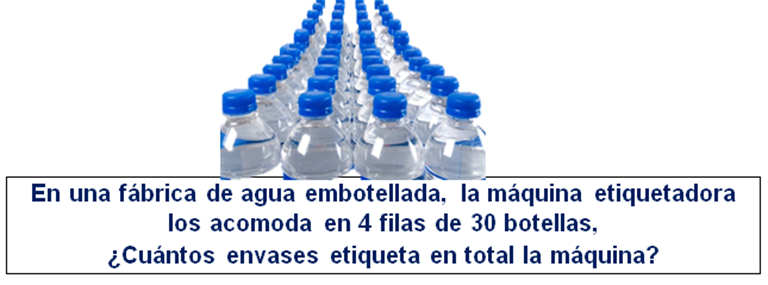 En una fábrica de agua embotellada, la máquina etiquetadora
los acomoda en 4 filas de 30 botellas,
¿Cuántos envases etiqueta en total la máquina?